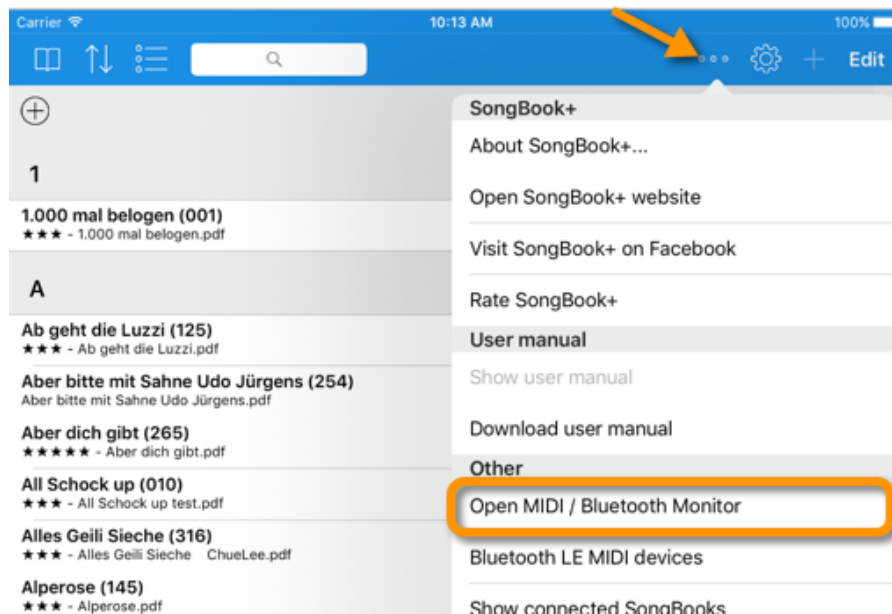 Carrier
10:13 AM
100%
Edit
1
1.000 mal belogen (001)
★★★ - 1.000 mal belogen.pdf
A
Ab geht die Luzzi (125)
★★★ - Ab geht die Luzzi.pdf
Aber bitte mit Sahne Udo Jürgens (254)
Aber bitte mit Sahne Udo Jürgens.pdf
Aber dich gibt (265)
★★★★★ - Aber dich gibt.pdf
All Schock up (010)
★★★ - All Schock up test.pdf
Alles Geili Sieche (316)
★★★ - Alles Geili Sieche ChueLee.pdf
Alperose (145)
★★★ - Alperose.pdf
SongBook+
About SongBook+...
Open SongBook+ website
Visit SongBook+ on Facebook
Rate SongBook+
User manual
Show user manual
Download user manual
Other
Open MIDI / Bluetooth Monitor
Bluetooth LE MIDI devices
Show connected SongBooks